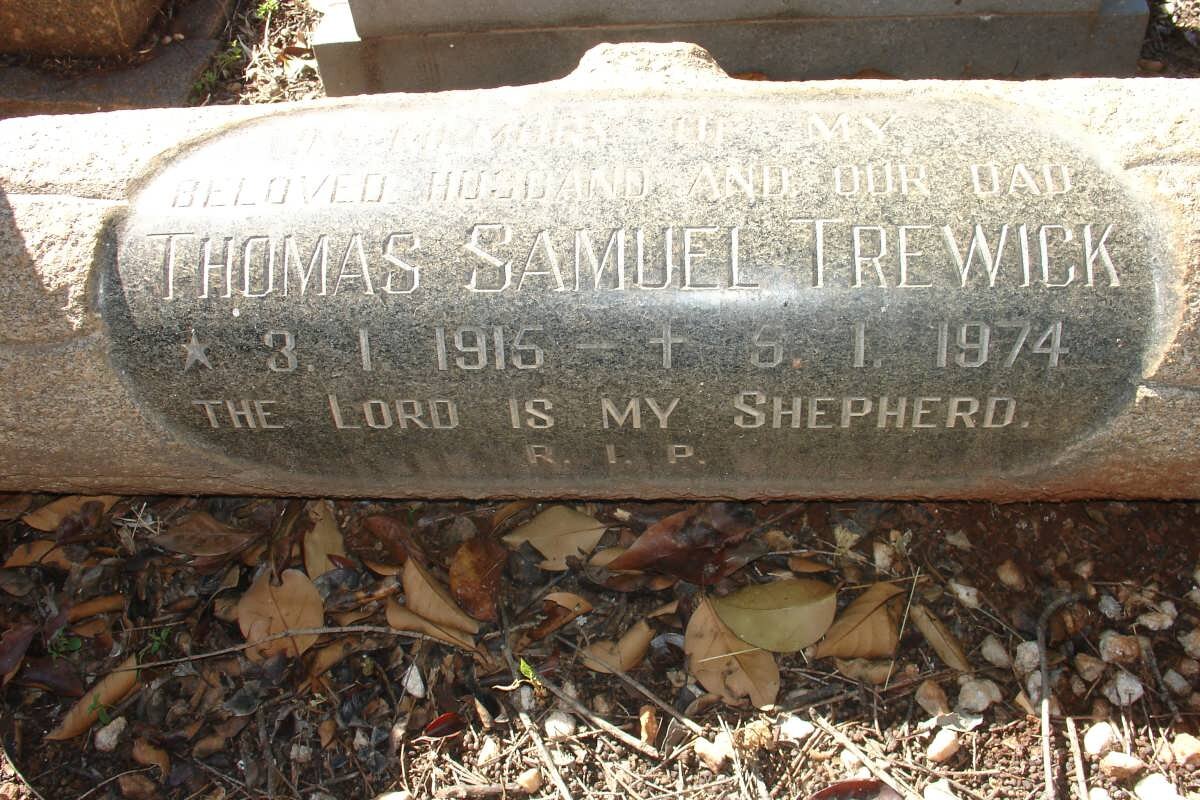 IN MEMORY OF MY
BELOVED HUSBAND AND OUR DAD
THOMAS SAMUEL TREWICK
★ 3. 1. 1915 — † 5. 1. 1974
THE LORD IS MY SHEPHERD.
R. I. P.